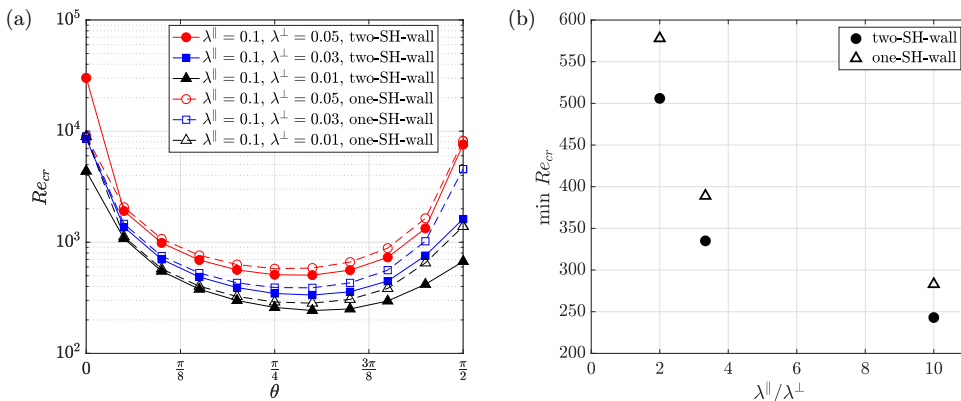 (a)
10^5
10^4
10^3
10^2
Re_cr
0
π/8
π/4
3π/8
π/2
θ
λ^∥ = 0.1, λ^⊥ = 0.05, two-SH-wall
λ^∥ = 0.1, λ^⊥ = 0.03, two-SH-wall
λ^∥ = 0.1, λ^⊥ = 0.01, two-SH-wall
λ^∥ = 0.1, λ^⊥ = 0.05, one-SH-wall
λ^∥ = 0.1, λ^⊥ = 0.03, one-SH-wall
λ^∥ = 0.1, λ^⊥ = 0.01, one-SH-wall
(b)
600
550
500
450
400
350
300
250
200
min Re_cr
0
2
4
6
8
10
λ^∥/λ^⊥
two-SH-wall
one-SH-wall